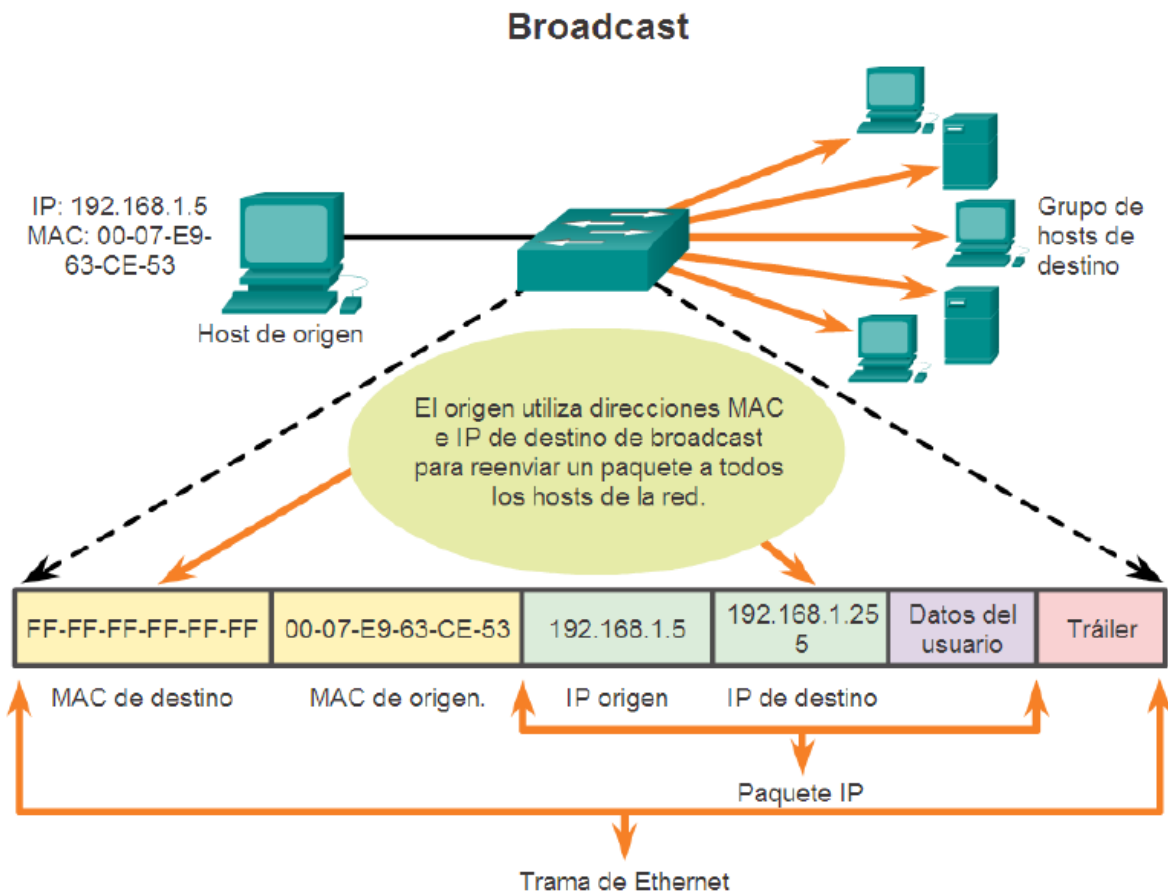 Broadcast
IP: 192.168.1.5
MAC: 00-07-E9-
63-CE-53
Host de origen
Grupo de
hosts de
destino
El origen utiliza direcciones MAC
e IP de destino de broadcast
para reenviar un paquete a todos
los hosts de la red.
FF-FF-FF-FF-FF-FF
00-07-E9-63-CE-53
192.168.1.5
192.168.1.25
5
Datos del
usuario
Tráiler
MAC de destino
MAC de origen.
IP origen
IP de destino
Paquete IP
Trama de Ethernet